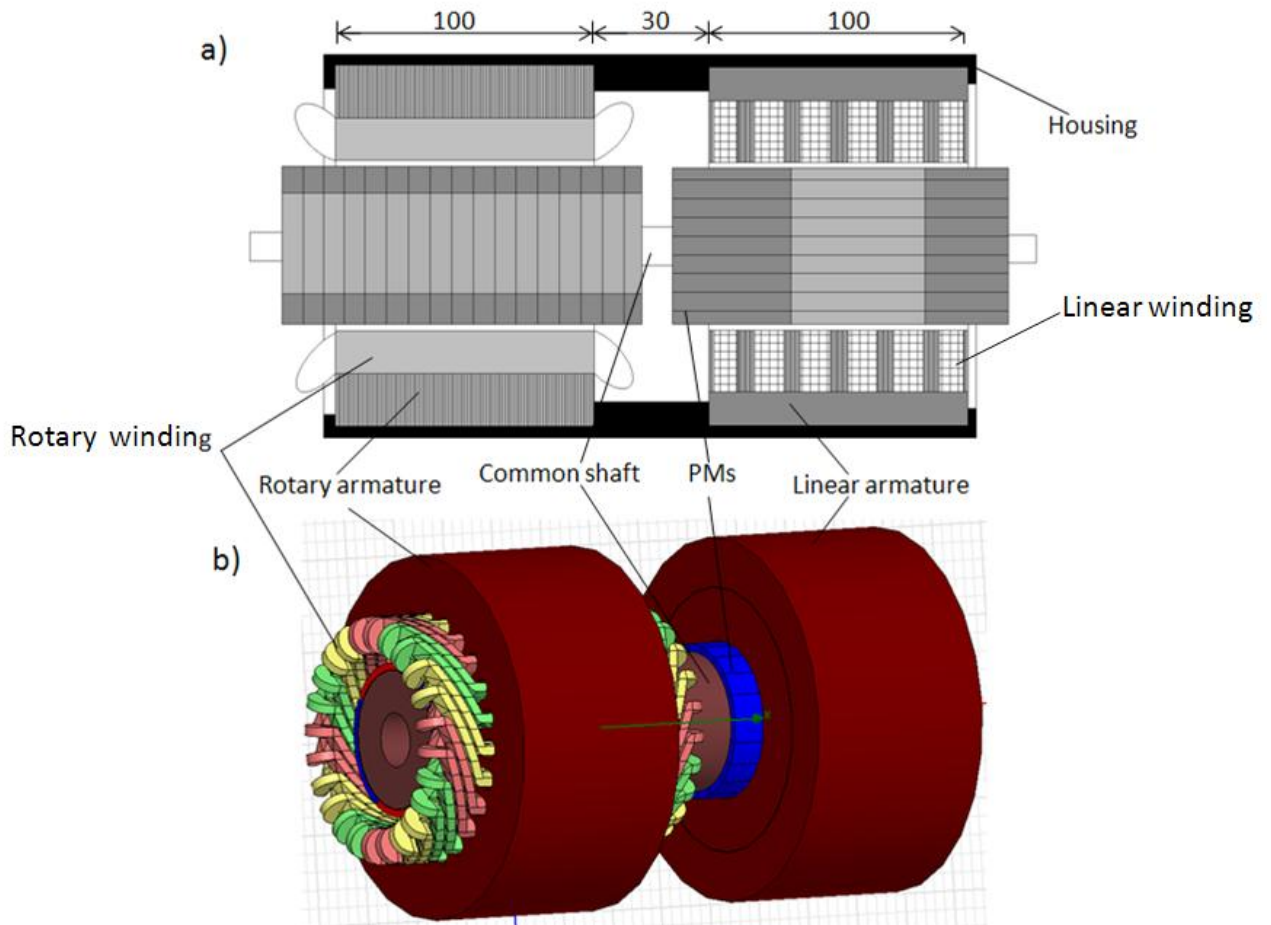 100 30 100
a)
Housing
Linear winding
Rotary winding
Rotary armature Common shaft PMs Linear armature
b)
x